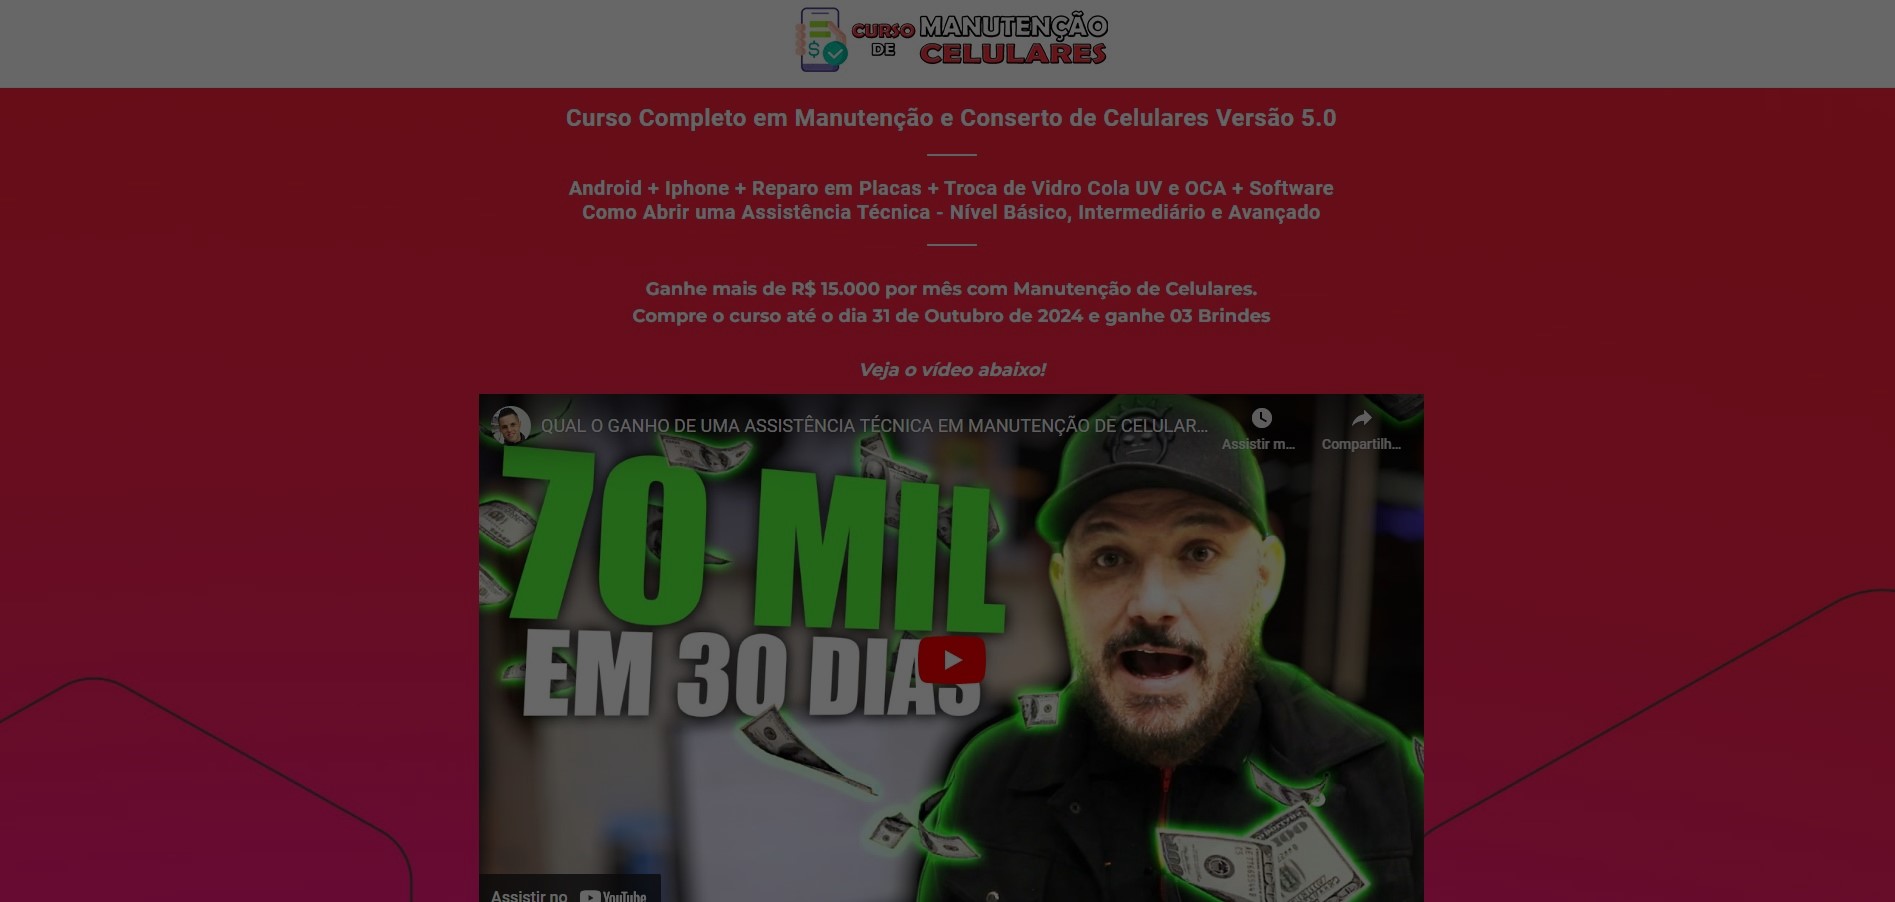 CURSO DE MANUTENÇÃO CELULARES
Curso Completo em Manutenção e Conserto de Celulares Versão 5.0
Android + Iphone + Reparo em Placas + Troca de Vidro Cola UV e OCA + Software
Como Abrir uma Assistência Técnica - Nível Básico, Intermediário e Avançado
Ganhe mais de R$ 15.000 por mês com Manutenção de Celulares.
Compre o curso até o dia 31 de Outubro de 2024 e ganhe 03 Brindes
Veja o vídeo abaixo!
QUAL O GANHO DE UMA ASSISTÊNCIA TÉCNICA EM MANUTENÇÃO DE CELULAR...
Assistir m...
Compartilh...
70 MIL
EM 30 DIAS
Assistir no YouTube